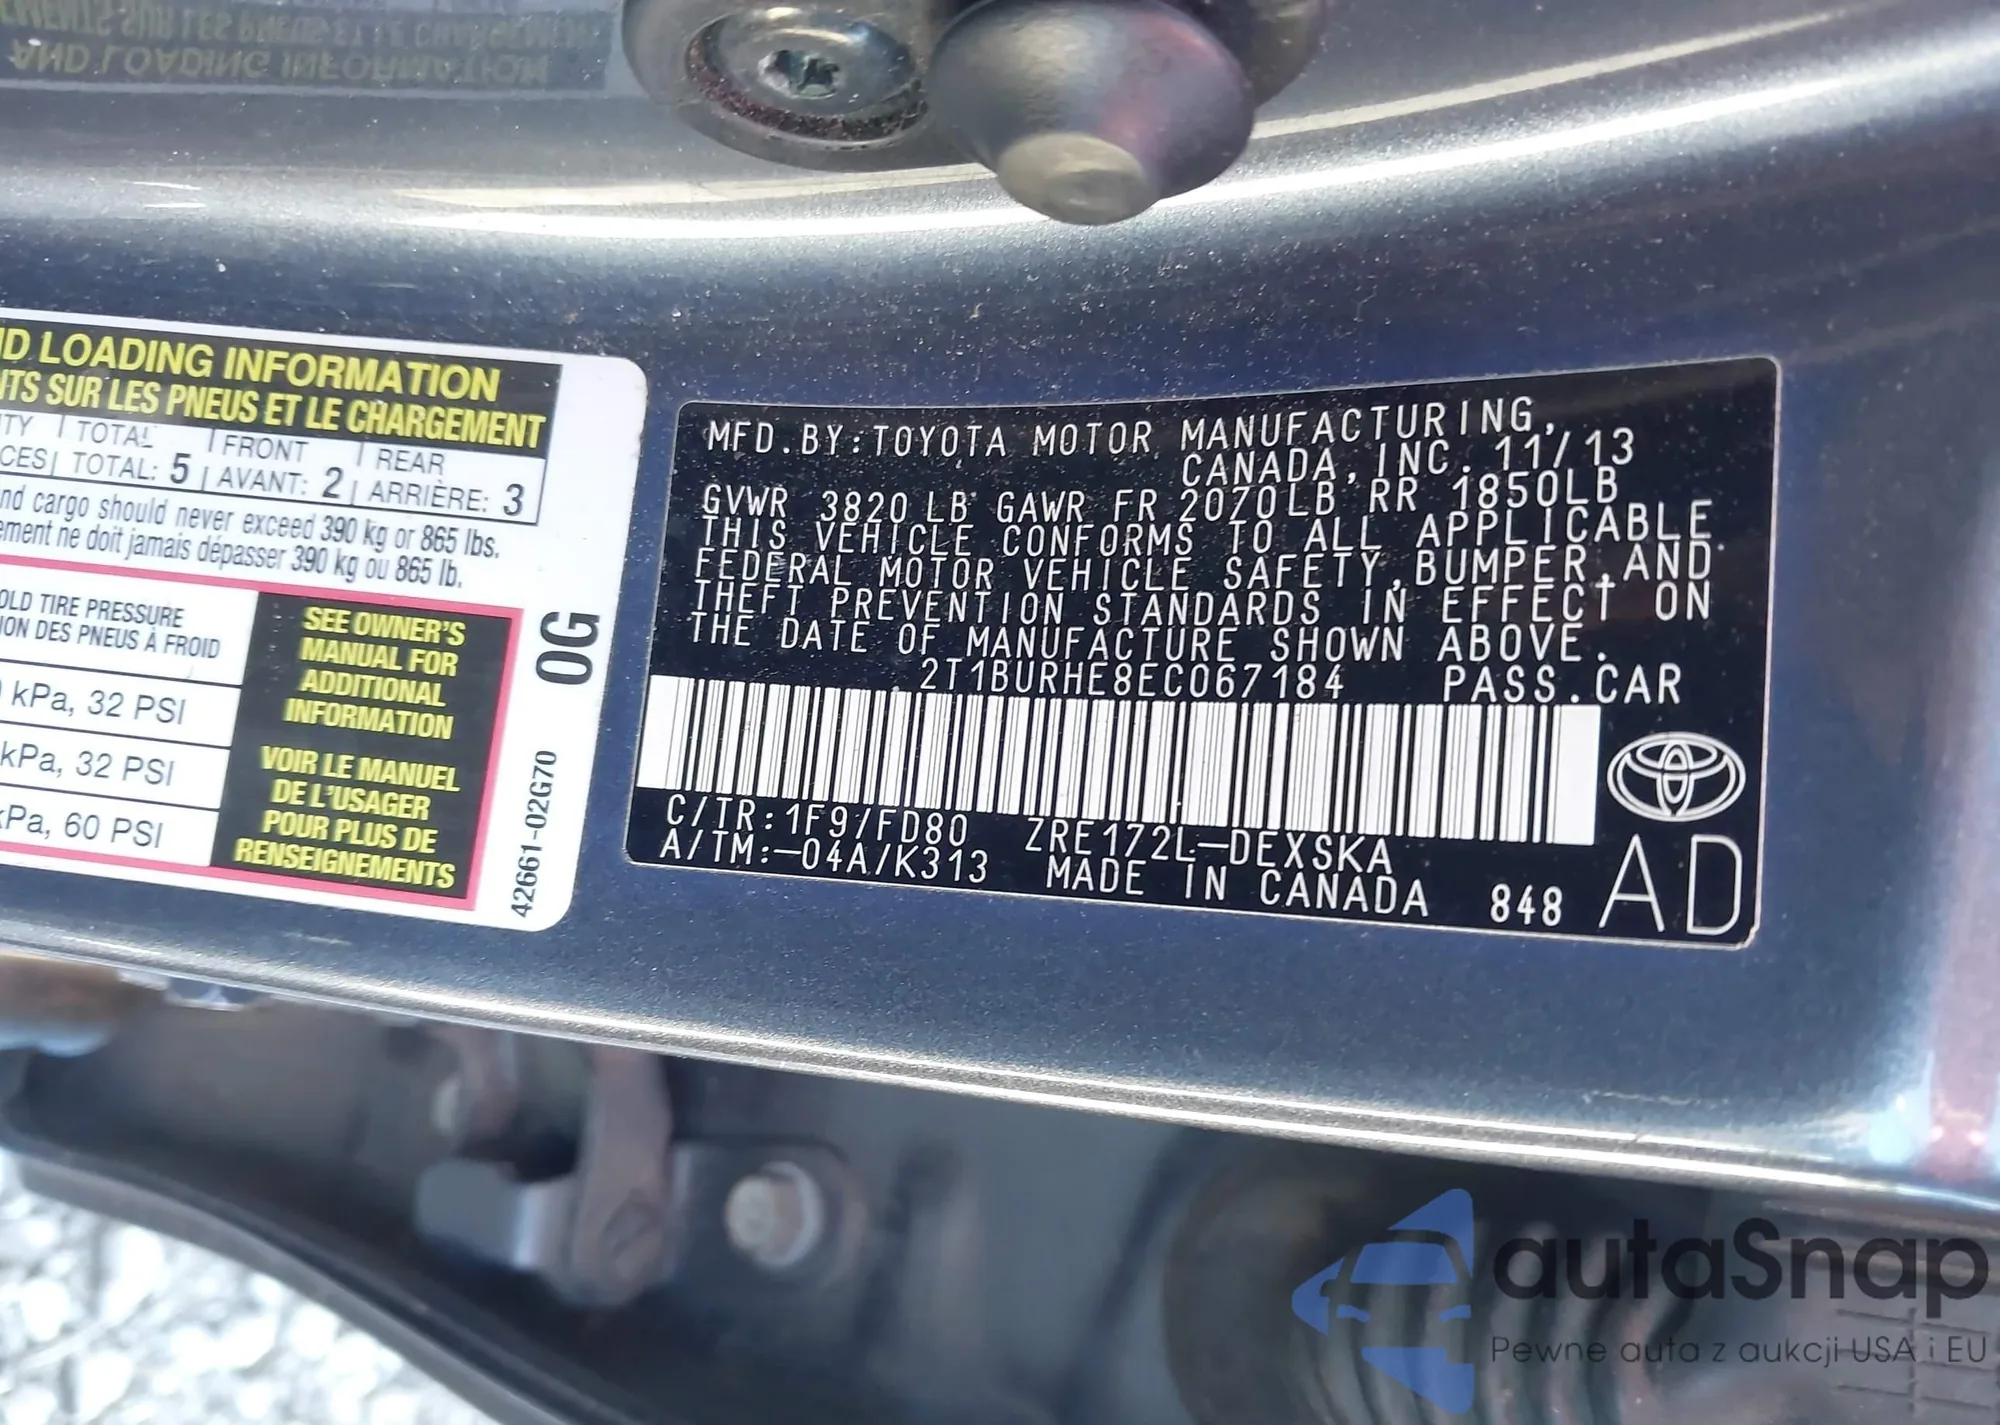 ND LOADING INFORMATION
NTS SUR LES PNEUS ET LE CHARGEMENT
TOTAL FRONT REAR
TOTAL: 5 AVANT: 2 ARRIÈRE: 3
nd cargo should never exceed 390 kg or 865 lbs.
ement ne doit jamais dépasser 390 kg ou 865 lb.
OLD TIRE PRESSURE
ION DES PNEUS À FROID
kPa, 32 PSI
kPa, 32 PSI
kPa, 60 PSI
SEE OWNER'S
MANUAL FOR
ADDITIONAL
INFORMATION
VOIR LE MANUEL
DE L'USAGER
POUR PLUS DE
RENSEIGNEMENTS
0G
42661-02G70
MFD.BY:TOYOTA MOTOR MANUFACTURING,
CANADA, INC. 11/13
GVWR 3820 LB GAWR FR 2070LB RR 1850LB
THIS VEHICLE CONFORMS TO ALL APPLICABLE
FEDERAL MOTOR VEHICLE SAFETY, BUMPER, AND
THEFT PREVENTION STANDARDS IN EFFECT ON
THE DATE OF MANUFACTURE SHOWN ABOVE.
2T1BURHE8EC067184 PASS.CAR
C/TR:1F9/FD80 ZRE172L-DEXSKA
A/TM:-04A/K313 MADE IN CANADA 848
AD
autaSnap
Pewne auta z aukcji USA i EU